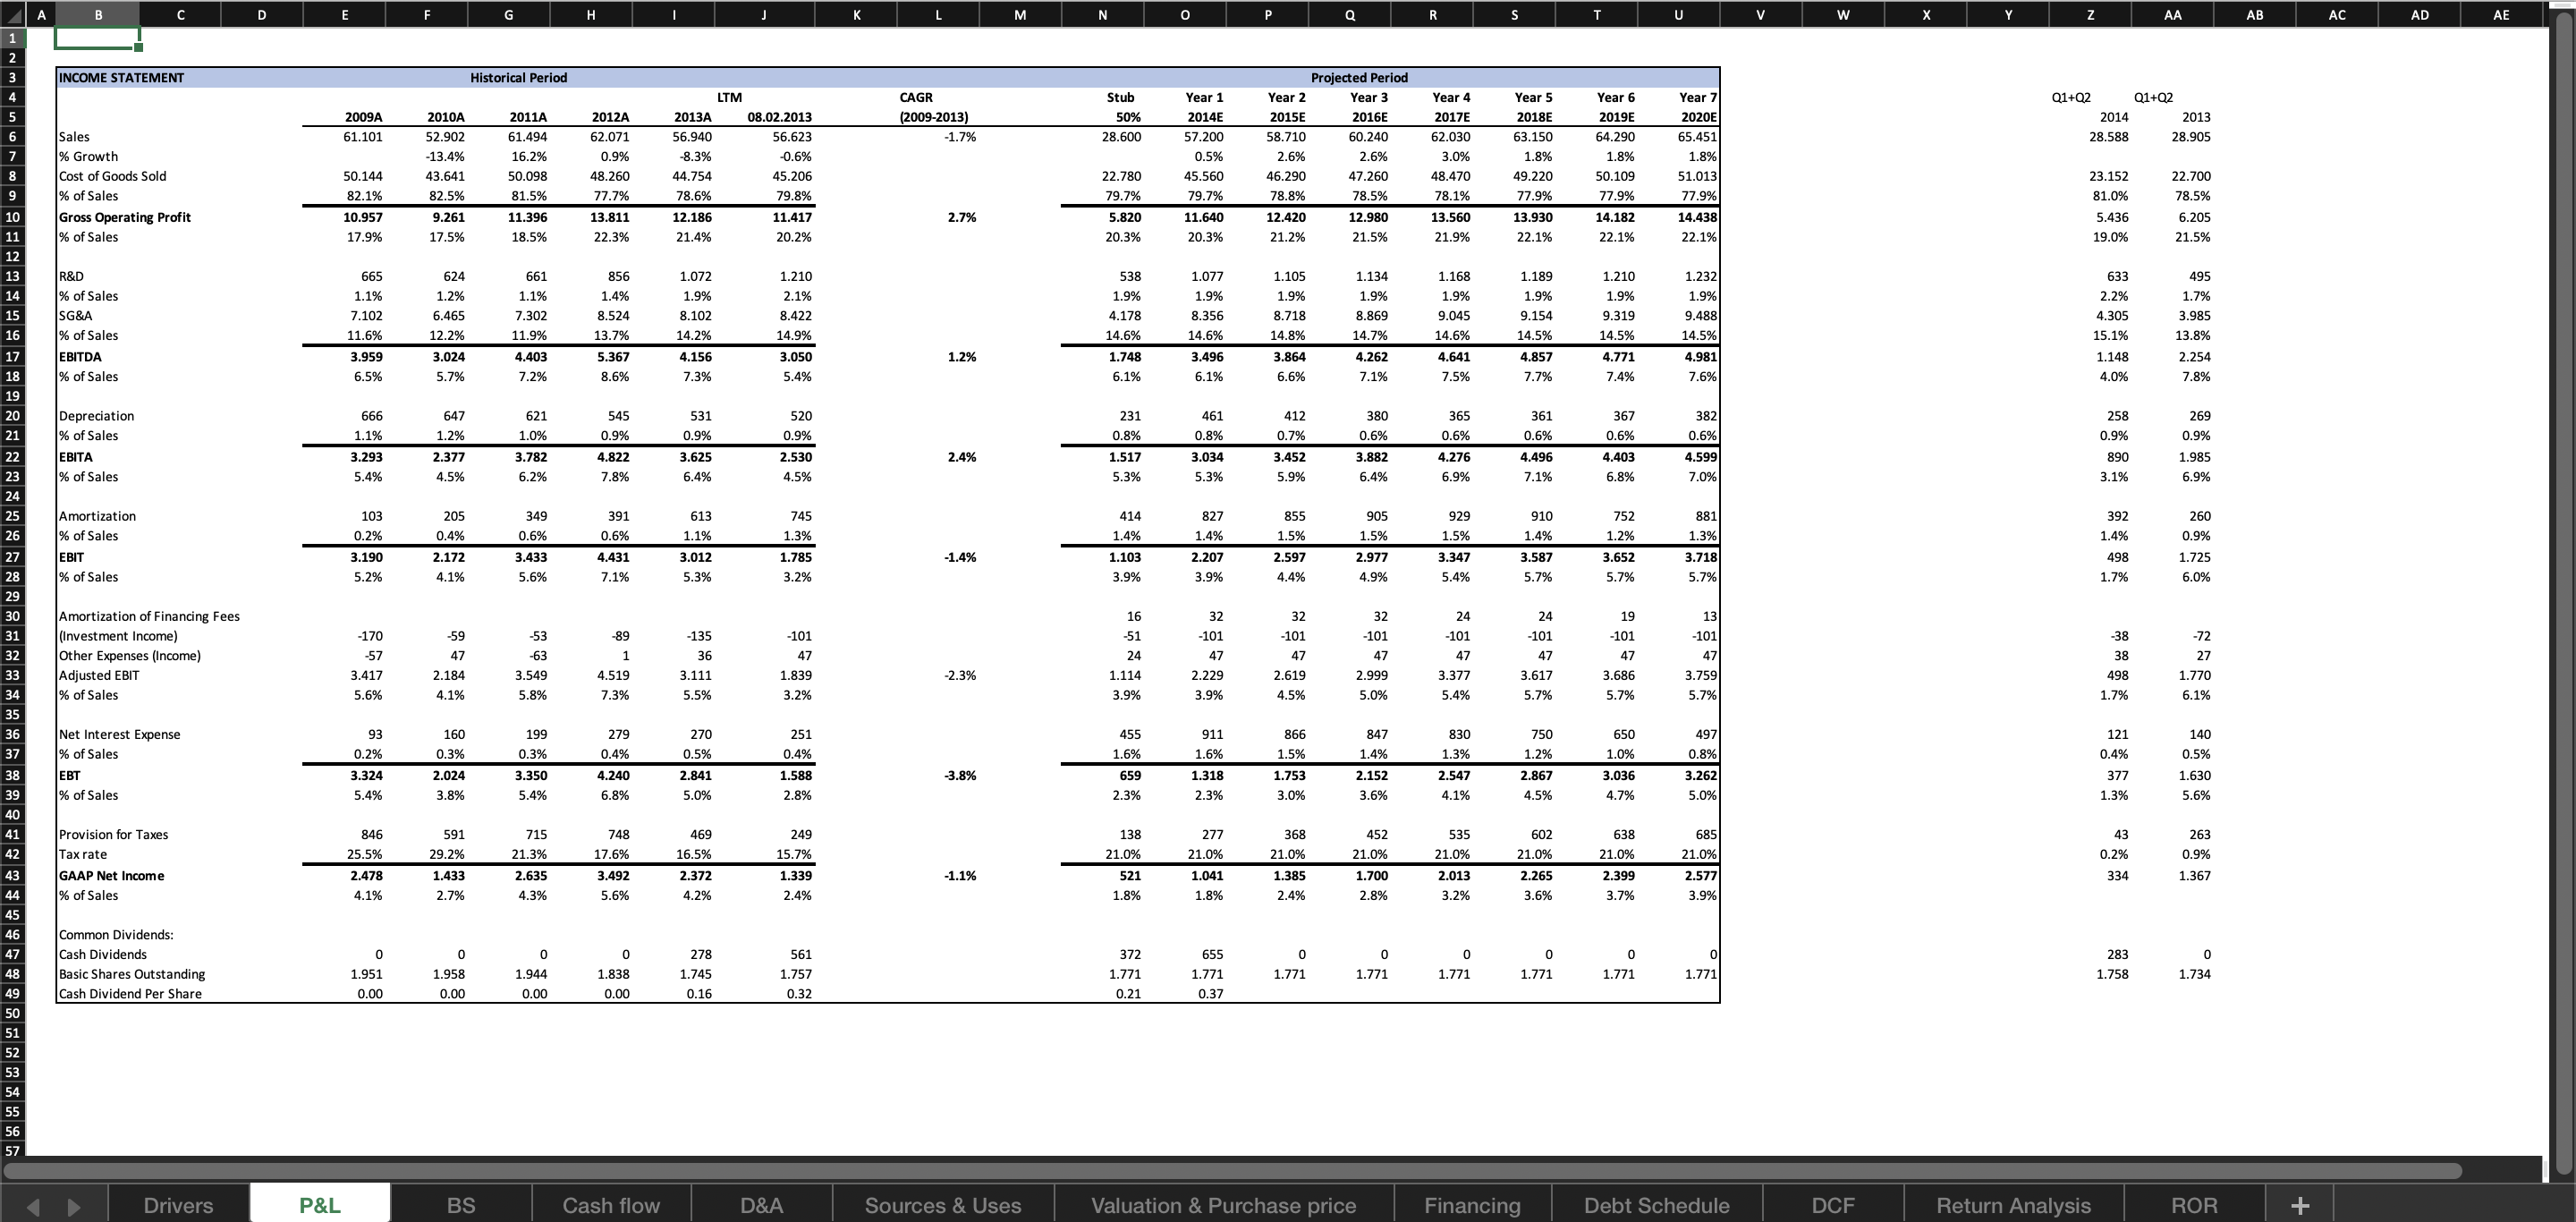 A B C D E F G H I J K L M N O P Q R S T U V W X Y Z AA AB AC AD AE
1
2
3 INCOME STATEMENT Historical Period Projected Period
4 LTM CAGR Stub Year 1 Year 2 Year 3 Year 4 Year 5 Year 6 Year 7 Q1+Q2 Q1+Q2
5 2009A 2010A 2011A 2012A 2013A 08.02.2013 (2009-2013) 50% 2014E 2015E 2016E 2017E 2018E 2019E 2020E 2014 2013
6 Sales 61.101 52.902 61.494 62.071 56.940 56.623 -1.7% 28.600 57.200 58.710 60.240 62.030 63.150 64.290 65.451 28.588 28.905
7 % Growth -13.4% 16.2% 0.9% -8.3% -0.6% 0.5% 2.6% 2.6% 3.0% 1.8% 1.8% 1.8%
8 Cost of Goods Sold 50.144 43.641 50.098 48.260 44.754 45.206 22.780 45.560 46.290 47.260 48.470 49.220 50.109 51.013 23.152 22.700
9 % of Sales 82.1% 82.5% 81.5% 77.7% 78.6% 79.8% 79.7% 79.7% 78.8% 78.5% 78.1% 77.9% 77.9% 77.9% 81.0% 78.5%
10 Gross Operating Profit 10.957 9.261 11.396 13.811 12.186 11.417 2.7% 5.820 11.640 12.420 12.980 13.560 13.930 14.182 14.438 5.436 6.205
11 % of Sales 17.9% 17.5% 18.5% 22.3% 21.4% 20.2% 20.3% 20.3% 21.2% 21.5% 21.9% 22.1% 22.1% 22.1% 19.0% 21.5%
12
13 R&D 665 624 661 856 1.072 1.210 538 1.077 1.105 1.134 1.168 1.189 1.210 1.232 633 495
14 % of Sales 1.1% 1.2% 1.1% 1.4% 1.9% 2.1% 1.9% 1.9% 1.9% 1.9% 1.9% 1.9% 1.9% 1.9% 2.2% 1.7%
15 SG&A 7.102 6.465 7.302 8.524 8.102 8.422 4.178 8.356 8.718 8.869 9.045 9.154 9.319 9.488 4.305 3.985
16 % of Sales 11.6% 12.2% 11.9% 13.7% 14.2% 14.9% 14.6% 14.6% 14.8% 14.7% 14.6% 14.5% 14.5% 14.5% 15.1% 13.8%
17 EBITDA 3.959 3.024 4.403 5.367 4.156 3.050 1.2% 1.748 3.496 3.864 4.262 4.641 4.857 4.771 4.981 1.148 2.254
18 % of Sales 6.5% 5.7% 7.2% 8.6% 7.3% 5.4% 6.1% 6.1% 6.6% 7.1% 7.5% 7.7% 7.4% 7.6% 4.0% 7.8%
19
20 Depreciation 666 647 621 545 531 520 231 461 412 380 365 361 367 382 258 269
21 % of Sales 1.1% 1.2% 1.0% 0.9% 0.9% 0.9% 0.8% 0.8% 0.7% 0.6% 0.6% 0.6% 0.6% 0.6% 0.9% 0.9%
22 EBITA 3.293 2.377 3.782 4.822 3.625 2.530 2.4% 1.517 3.034 3.452 3.882 4.276 4.496 4.403 4.599 890 1.985
23 % of Sales 5.4% 4.5% 6.2% 7.8% 6.4% 4.5% 5.3% 5.3% 5.9% 6.4% 6.9% 7.1% 6.8% 7.0% 3.1% 6.9%
24
25 Amortization 103 205 349 391 613 745 414 827 855 905 929 910 752 881 392 260
26 % of Sales 0.2% 0.4% 0.6% 0.6% 1.1% 1.3% 1.4% 1.4% 1.5% 1.5% 1.5% 1.4% 1.2% 1.3% 1.4% 0.9%
27 EBIT 3.190 2.172 3.433 4.431 3.012 1.785 -1.4% 1.103 2.207 2.597 2.977 3.347 3.587 3.652 3.718 498 1.725
28 % of Sales 5.2% 4.1% 5.6% 7.1% 5.3% 3.2% 3.9% 3.9% 4.4% 4.9% 5.4% 5.7% 5.7% 5.7% 1.7% 6.0%
29
30 Amortization of Financing Fees 16 32 32 32 24 24 19 13
31 (Investment Income) -170 -59 -53 -89 -135 -101 -51 -101 -101 -101 -101 -101 -101 -101 -38 -72
32 Other Expenses (Income) -57 47 -63 1 36 47 24 47 47 47 47 47 47 47 38 27
33 Adjusted EBIT 3.417 2.184 3.549 4.519 3.111 1.839 -2.3% 1.114 2.229 2.619 2.999 3.377 3.617 3.686 3.759 498 1.770
34 % of Sales 5.6% 4.1% 5.8% 7.3% 5.5% 3.2% 3.9% 3.9% 4.5% 5.0% 5.4% 5.7% 5.7% 5.7% 1.7% 6.1%
35
36 Net Interest Expense 93 160 199 279 270 251 455 911 866 847 830 750 650 497 121 140
37 % of Sales 0.2% 0.3% 0.3% 0.4% 0.5% 0.4% 1.6% 1.6% 1.5% 1.4% 1.3% 1.2% 1.0% 0.8% 0.4% 0.5%
38 EBT 3.324 2.024 3.350 4.240 2.841 1.588 -3.8% 659 1.318 1.753 2.152 2.547 2.867 3.036 3.262 377 1.630
39 % of Sales 5.4% 3.8% 5.4% 6.8% 5.0% 2.8% 2.3% 2.3% 3.0% 3.6% 4.1% 4.5% 4.7% 5.0% 1.3% 5.6%
40
41 Provision for Taxes 846 591 715 748 469 249 138 277 368 452 535 602 638 685 43 263
42 Tax rate 25.5% 29.2% 21.3% 17.6% 16.5% 15.7% 21.0% 21.0% 21.0% 21.0% 21.0% 21.0% 21.0% 21.0% 0.2% 0.9%
43 GAAP Net Income 2.478 1.433 2.635 3.492 2.372 1.339 -1.1% 521 1.041 1.385 1.700 2.013 2.265 2.399 2.577 334 1.367
44 % of Sales 4.1% 2.7% 4.3% 5.6% 4.2% 2.4% 1.8% 1.8% 2.4% 2.8% 3.2% 3.6% 3.7% 3.9%
45
46 Common Dividends:
47 Cash Dividends 0 0 0 0 278 561 372 655 0 0 0 0 0 0 283 0
48 Basic Shares Outstanding 1.951 1.958 1.944 1.838 1.745 1.757 1.771 1.771 1.771 1.771 1.771 1.771 1.771 1.771 1.758 1.734
49 Cash Dividend Per Share 0.00 0.00 0.00 0.00 0.16 0.32 0.21 0.37
50
51
52
53
54
55
56
57
Drivers P&L BS Cash flow D&A Sources & Uses Valuation & Purchase price Financing Debt Schedule DCF Return Analysis ROR +